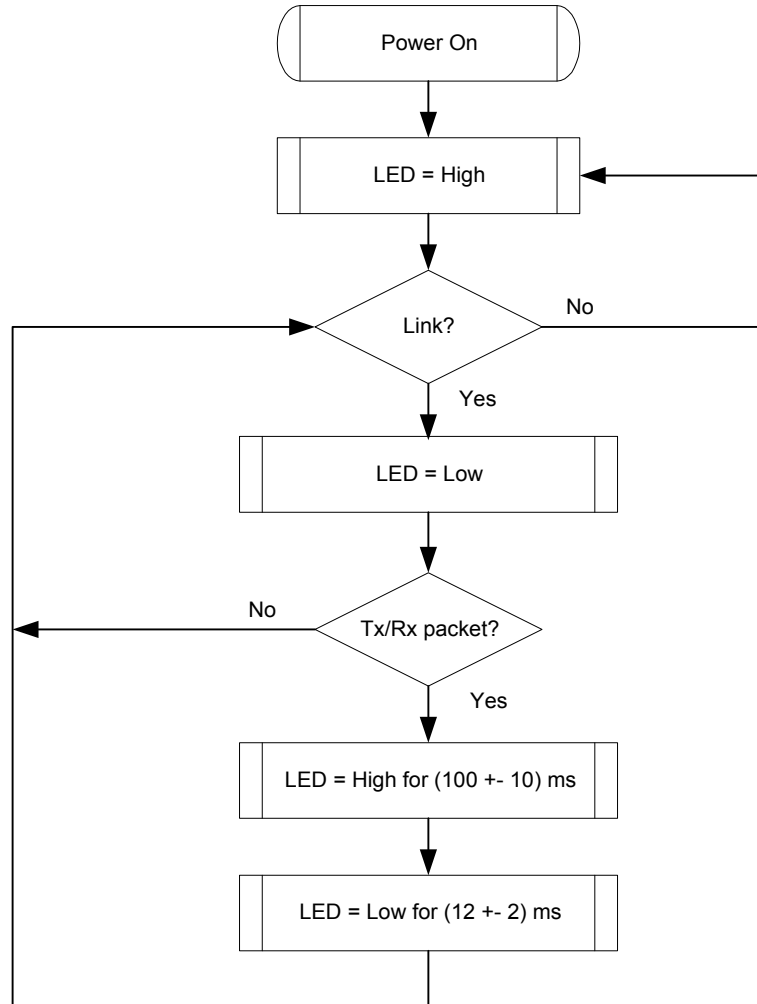 Power On
LED = High
Link?
No
Yes
LED = Low
No
Tx/Rx packet?
Yes
LED = High for (100 +- 10) ms
LED = Low for (12 +- 2) ms